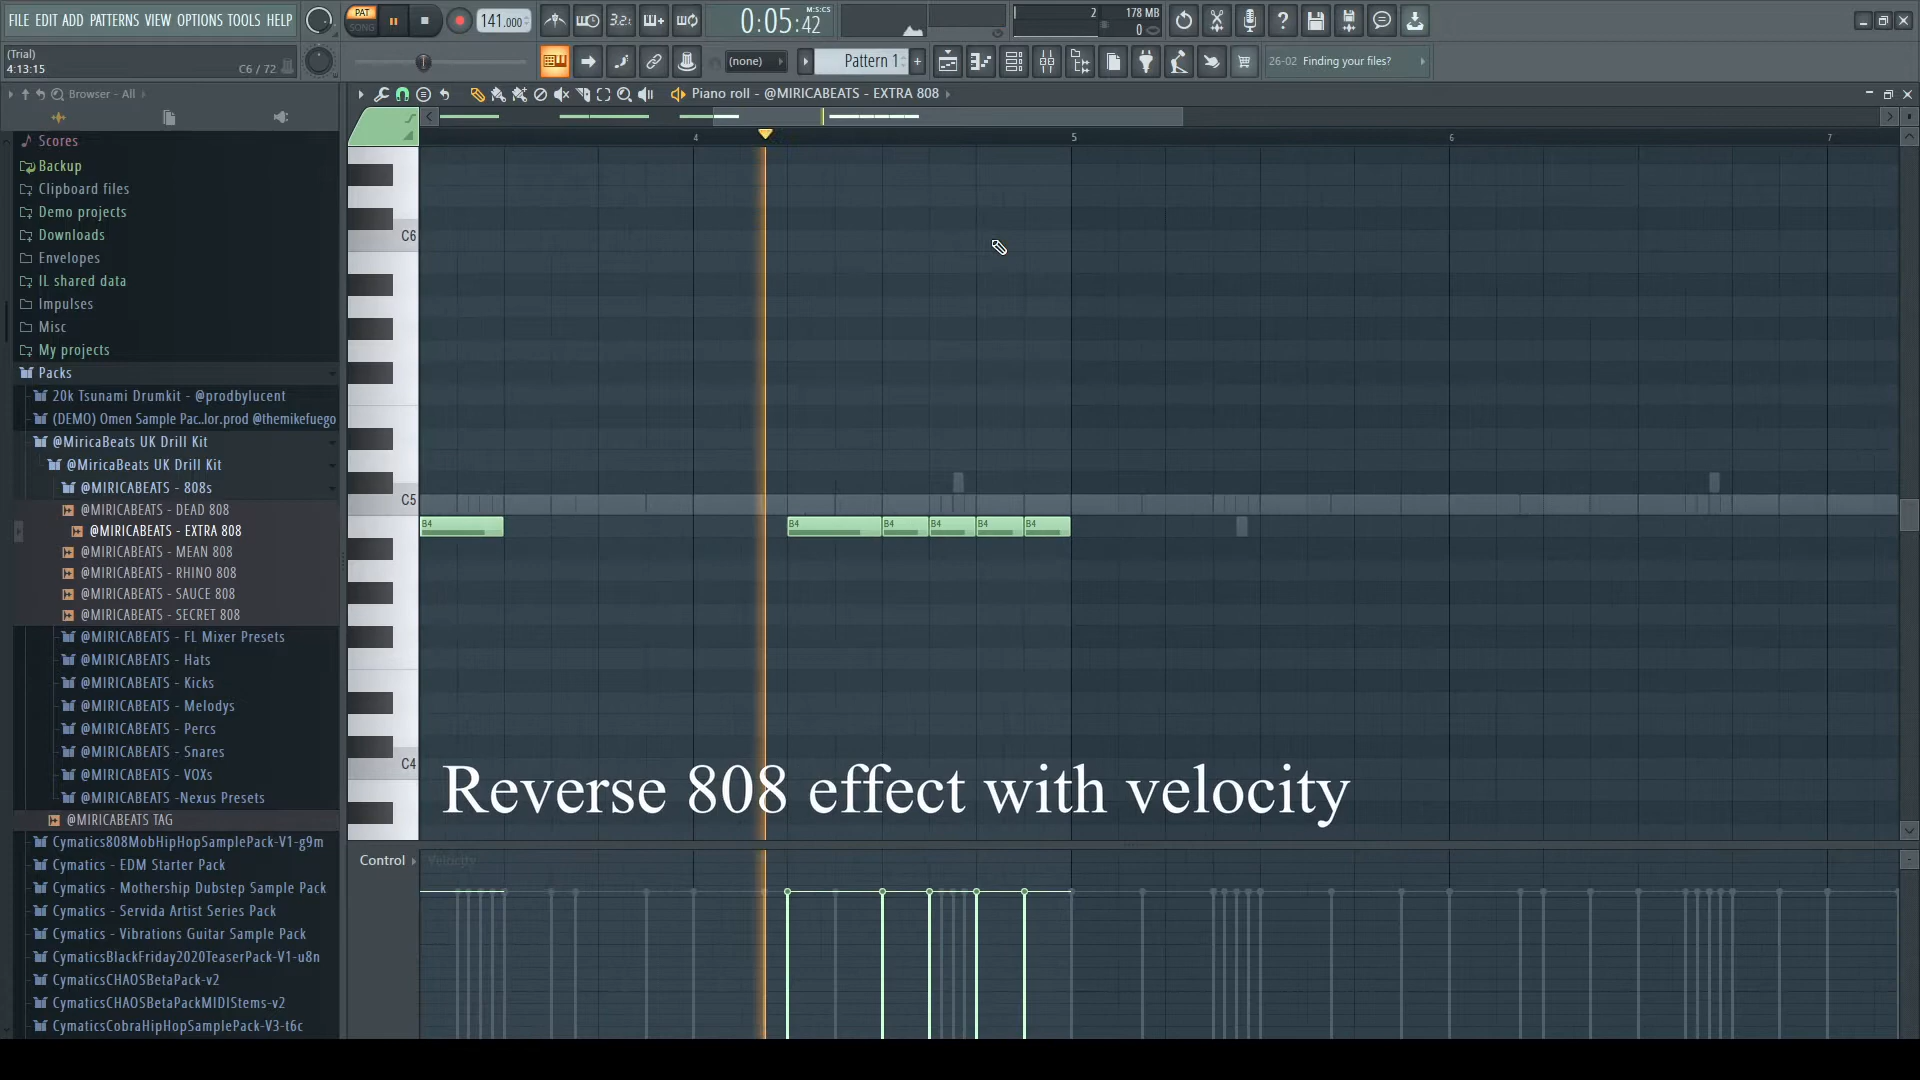 FILE EDIT ADD PATTERNS VIEW OPTIONS TOOLS HELP
PAT
SONG
141.000
3.2
0:05:42
M:S:CS
2
178 MB
0
(Trial)
4:13:15
C6 / 72
(none)
Pattern 1
26-02 Finding your files?
Browser - All
Piano roll - @MIRICABEATS - EXTRA 808
Scores
Backup
Clipboard files
Demo projects
Downloads
Envelopes
IL shared data
Impulses
Misc
My projects
Packs
20k Tsunami Drumkit - @prodbylucent
(DEMO) Omen Sample Pac..lor.prod @themikefuego
@MiricaBeats UK Drill Kit
@MiricaBeats UK Drill Kit
@MIRICABEATS - 808s
@MIRICABEATS - DEAD 808
@MIRICABEATS - EXTRA 808
@MIRICABEATS - MEAN 808
@MIRICABEATS - RHINO 808
@MIRICABEATS - SAUCE 808
@MIRICABEATS - SECRET 808
@MIRICABEATS - FL Mixer Presets
@MIRICABEATS - Hats
@MIRICABEATS - Kicks
@MIRICABEATS - Melodys
@MIRICABEATS - Percs
@MIRICABEATS - Snares
@MIRICABEATS - VOXs
@MIRICABEATS -Nexus Presets
@MIRICABEATS TAG
Cymatics808MobHipHopSamplePack-V1-g9m
Cymatics - EDM Starter Pack
Cymatics - Mothership Dubstep Sample Pack
Cymatics - Servida Artist Series Pack
Cymatics - Vibrations Guitar Sample Pack
CymaticsBlackFriday2020TeaserPack-V1-u8n
CymaticsCHAOSBetaPack-v2
CymaticsCHAOSBetaPackMIDIStems-v2
CymaticsCobraHipHopSamplePack-V3-t6c
4 5 6 7
C6
C5
B4 B4 B4 B4 B4 B4
C4
Reverse 808 effect with velocity
Control
Velocity